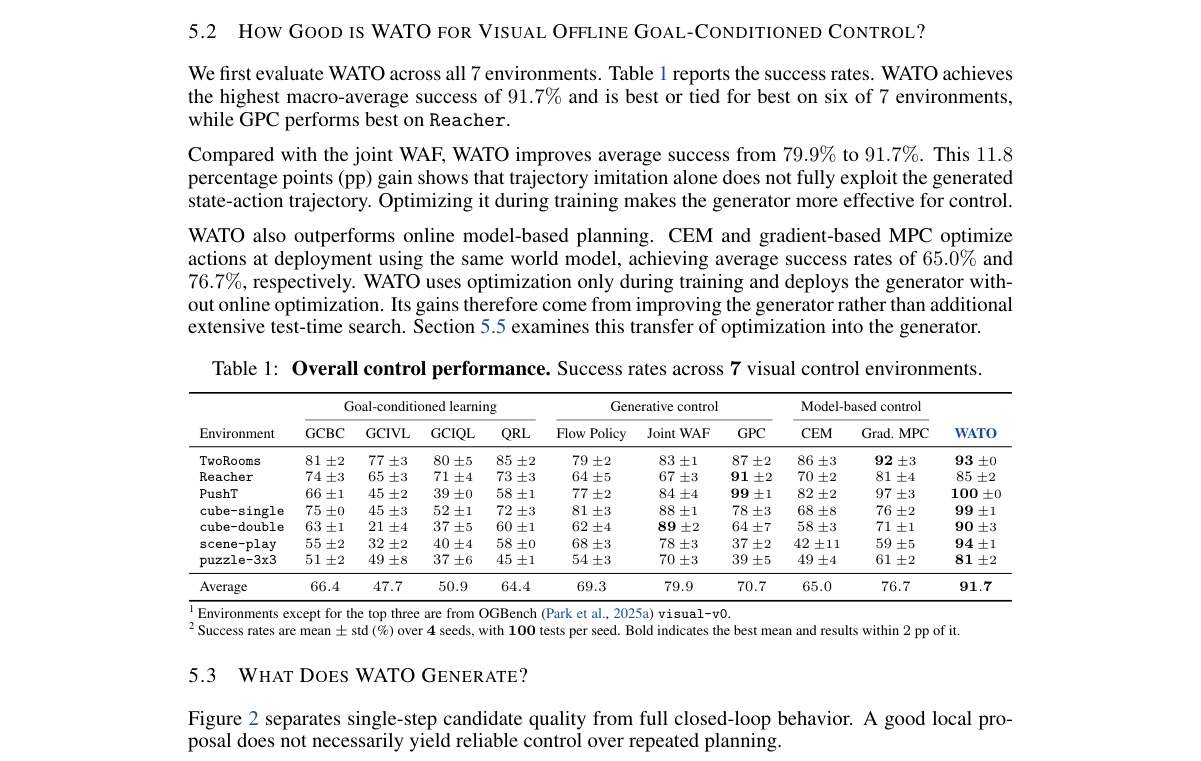 5.2 HOW GOOD IS WATO FOR VISUAL OFFLINE GOAL-CONDITIONED CONTROL?
We first evaluate WATO across all 7 environments. Table 1 reports the success rates. WATO achieves
the highest macro-average success of 91.7% and is best or tied for best on six of 7 environments,
while GPC performs best on Reacher.
Compared with the joint WAF, WATO improves average success from 79.9% to 91.7%. This 11.8
percentage points (pp) gain shows that trajectory imitation alone does not fully exploit the generated
state-action trajectory. Optimizing it during training makes the generator more effective for control.
WATO also outperforms online model-based planning. CEM and gradient-based MPC optimize
actions at deployment using the same world model, achieving average success rates of 65.0% and
76.7%, respectively. WATO uses optimization only during training and deploys the generator with-
out online optimization. Its gains therefore come from improving the generator rather than additional
extensive test-time search. Section 5.5 examines this transfer of optimization into the generator.
Table 1: Overall control performance. Success rates across 7 visual control environments.
Goal-conditioned learning Generative control Model-based control
Environment GCBC GCIVL GCIQL QRL Flow Policy Joint WAF GPC CEM Grad. MPC WATO
TwoRooms 81 ±2 77 ±3 80 ±5 85 ±2 79 ±2 83 ±1 87 ±2 86 ±3 92 ±3 93 ±0
Reacher 74 ±3 65 ±3 71 ±4 73 ±3 64 ±5 67 ±3 91 ±2 70 ±2 81 ±4 85 ±2
PushT 66 ±1 45 ±2 39 ±0 58 ±1 77 ±2 84 ±4 99 ±1 82 ±2 97 ±3 100 ±0
cube-single 75 ±0 45 ±3 52 ±1 72 ±3 81 ±3 88 ±1 78 ±3 68 ±8 76 ±2 99 ±1
cube-double 63 ±1 21 ±4 37 ±5 60 ±1 62 ±4 89 ±2 64 ±7 58 ±3 71 ±1 90 ±3
scene-play 55 ±2 32 ±2 40 ±4 58 ±0 68 ±3 78 ±3 37 ±2 42 ±11 59 ±5 94 ±1
puzzle-3x3 51 ±2 49 ±8 37 ±6 45 ±1 54 ±3 70 ±3 39 ±5 49 ±4 61 ±2 81 ±2
Average 66.4 47.7 50.9 64.4 69.3 79.9 70.7 65.0 76.7 91.7
1 Environments except for the top three are from OGBench (Park et al., 2025a) visual-v0.
2 Success rates are mean ± std (%) over 4 seeds, with 100 tests per seed. Bold indicates the best mean and results within 2 pp of it.
5.3 WHAT DOES WATO GENERATE?
Figure 2 separates single-step candidate quality from full closed-loop behavior. A good local pro-
posal does not necessarily yield reliable control over repeated planning.